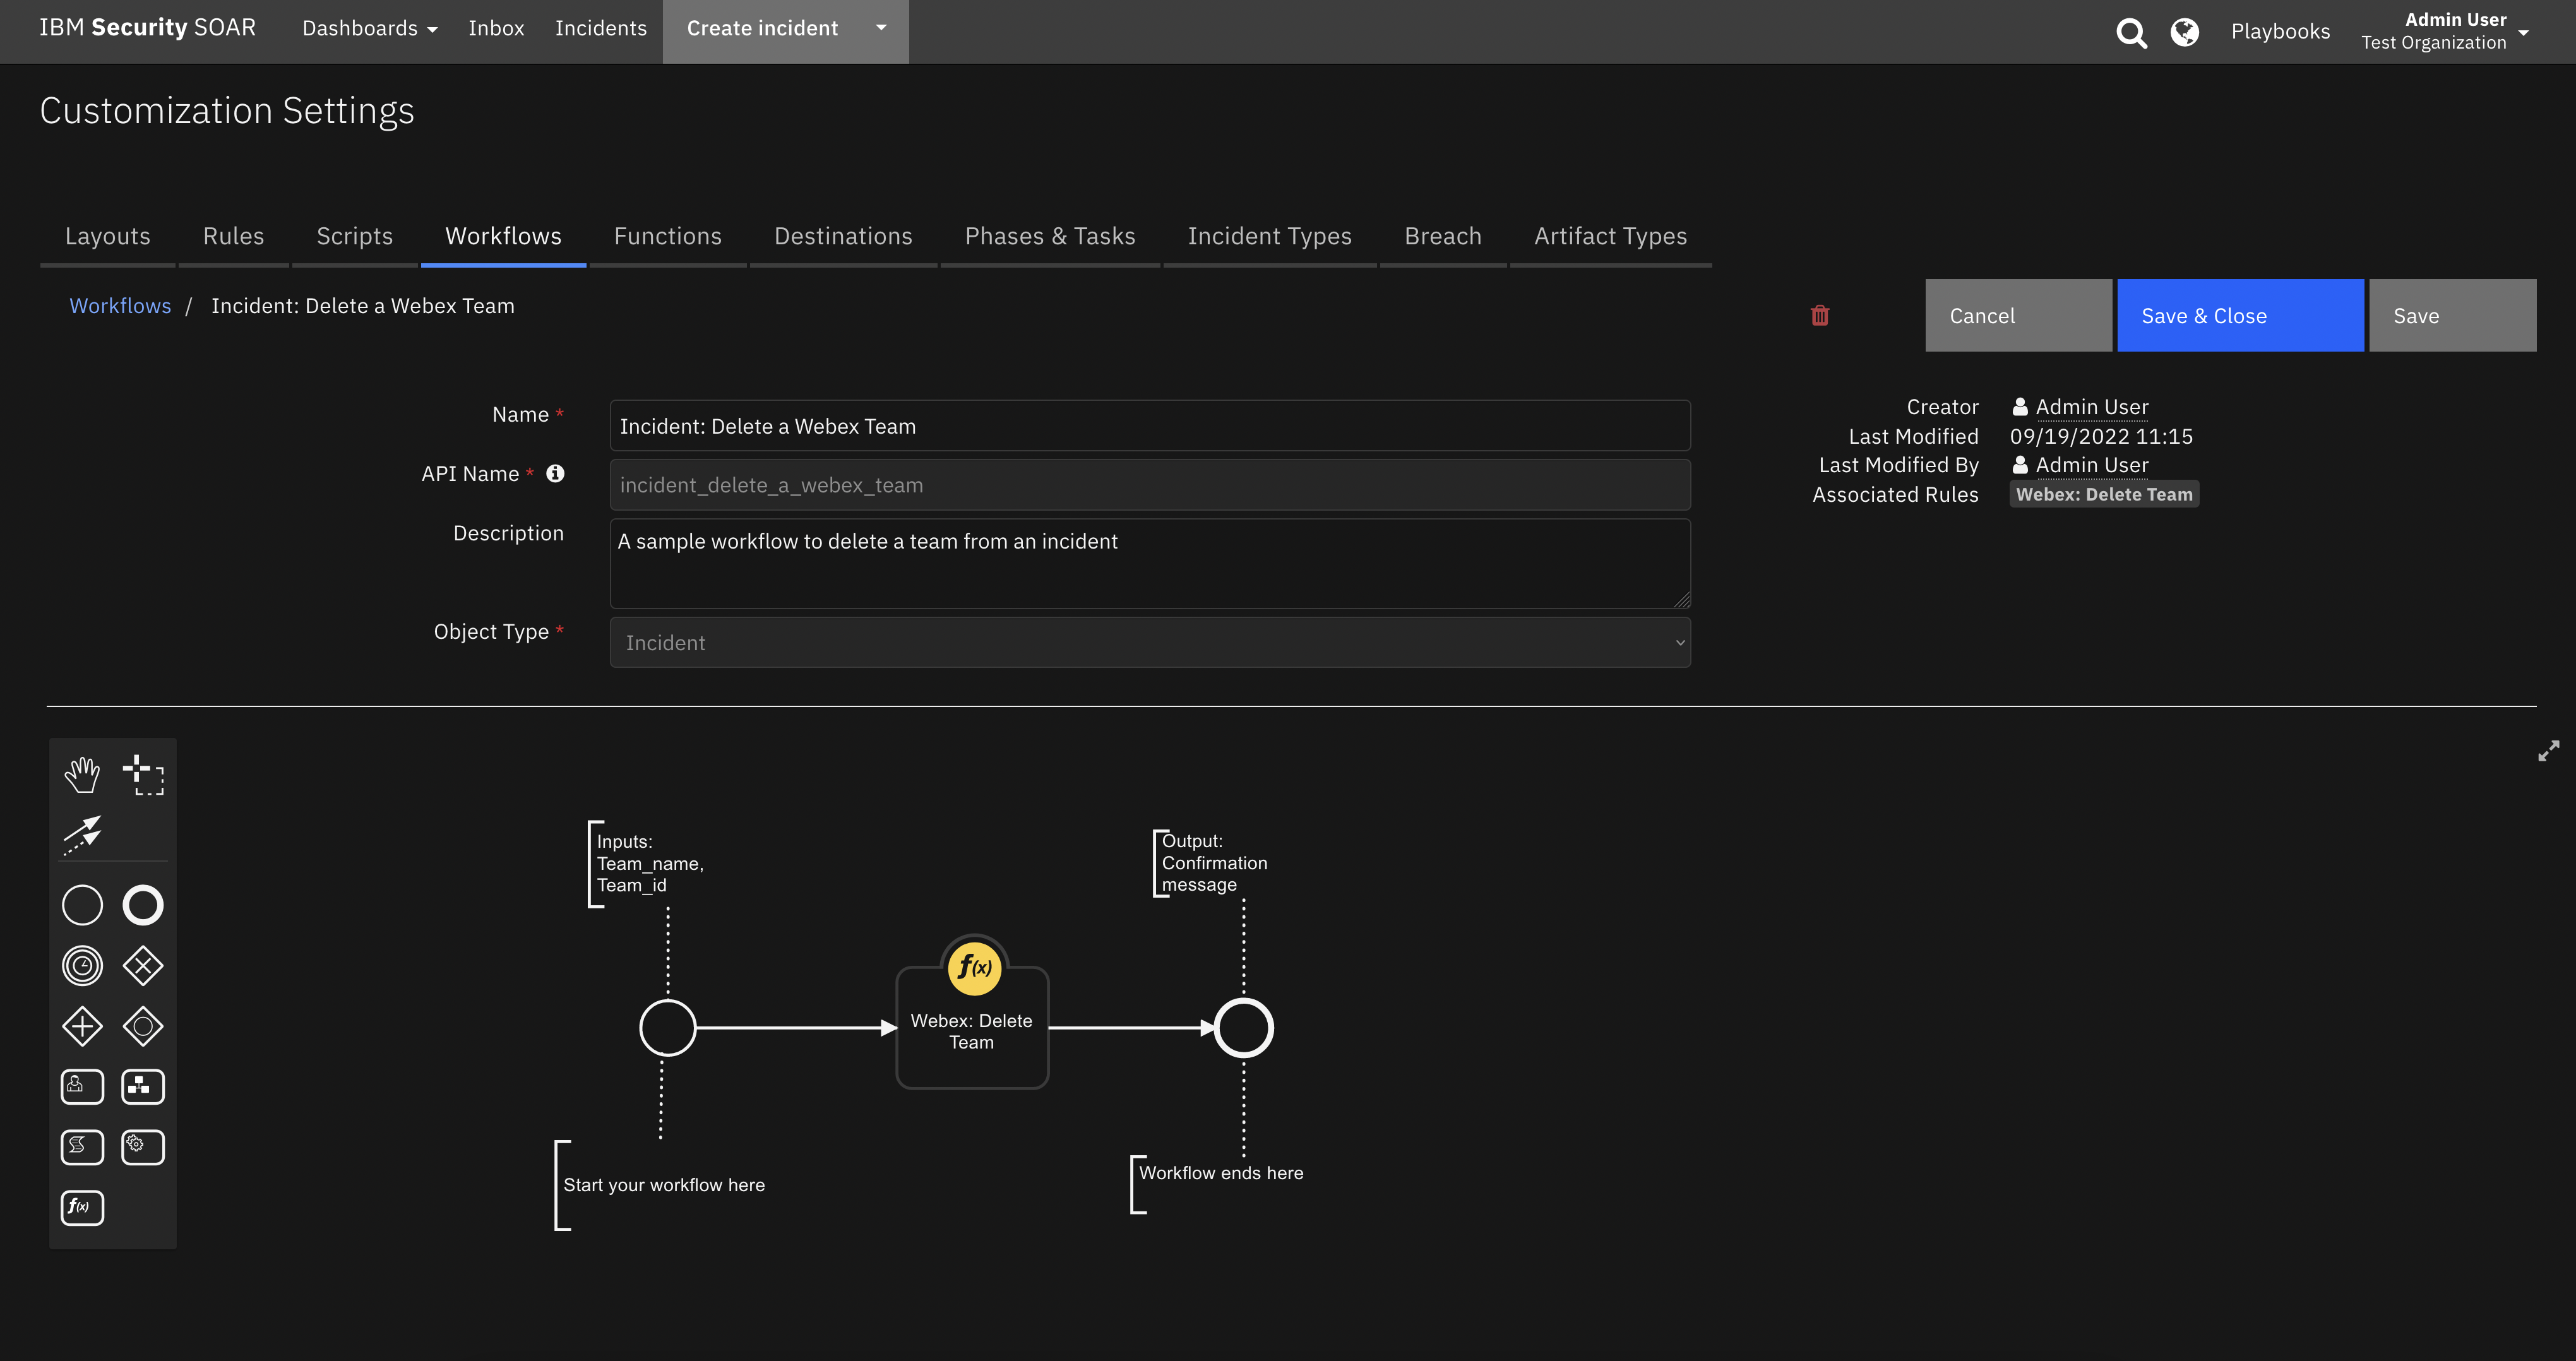 IBM Security SOAR
Dashboards
Inbox
Incidents
Create incident
Playbooks
Admin User
Test Organization
Customization Settings
Layouts
Rules
Scripts
Workflows
Functions
Destinations
Phases & Tasks
Incident Types
Breach
Artifact Types
Workflows / Incident: Delete a Webex Team
Cancel
Save & Close
Save
Name *
Incident: Delete a Webex Team
API Name *
incident_delete_a_webex_team
Description
A sample workflow to delete a team from an incident
Object Type *
Incident
Creator
Admin User
Last Modified
09/19/2022 11:15
Last Modified By
Admin User
Associated Rules
Webex: Delete Team
Inputs:
Team_name,
Team_id
Output:
Confirmation
message
f(x)
Webex: Delete
Team
Start your workflow here
Workflow ends here
f(x)